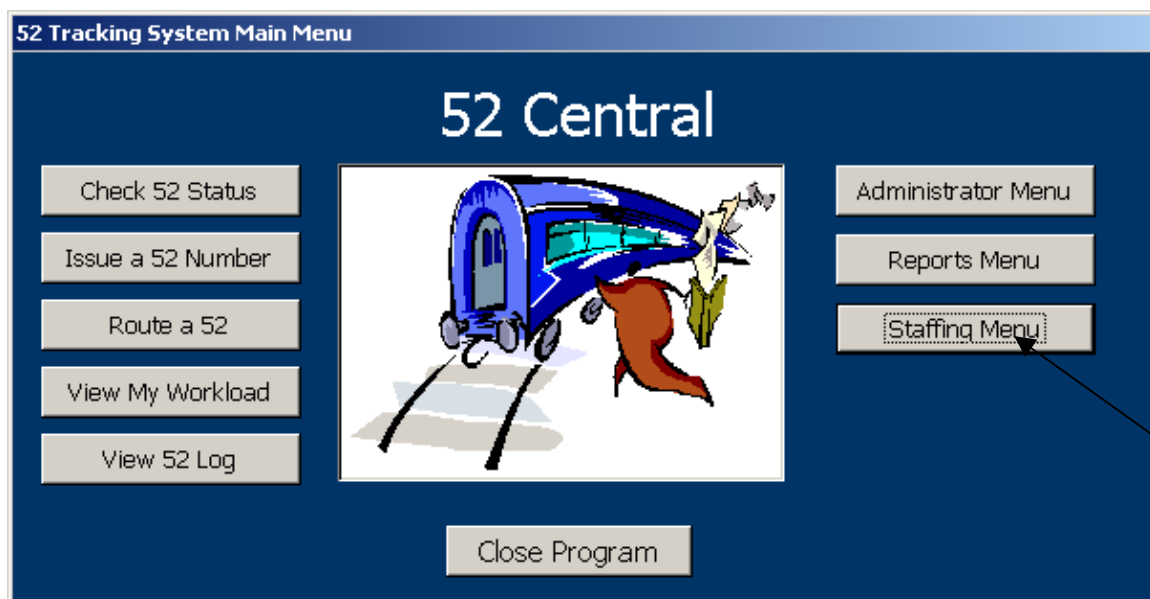 52 Tracking System Main Menu
52 Central
Check 52 Status
Issue a 52 Number
Route a 52
View My Workload
View 52 Log
Administrator Menu
Reports Menu
Staffing Menu
Close Program